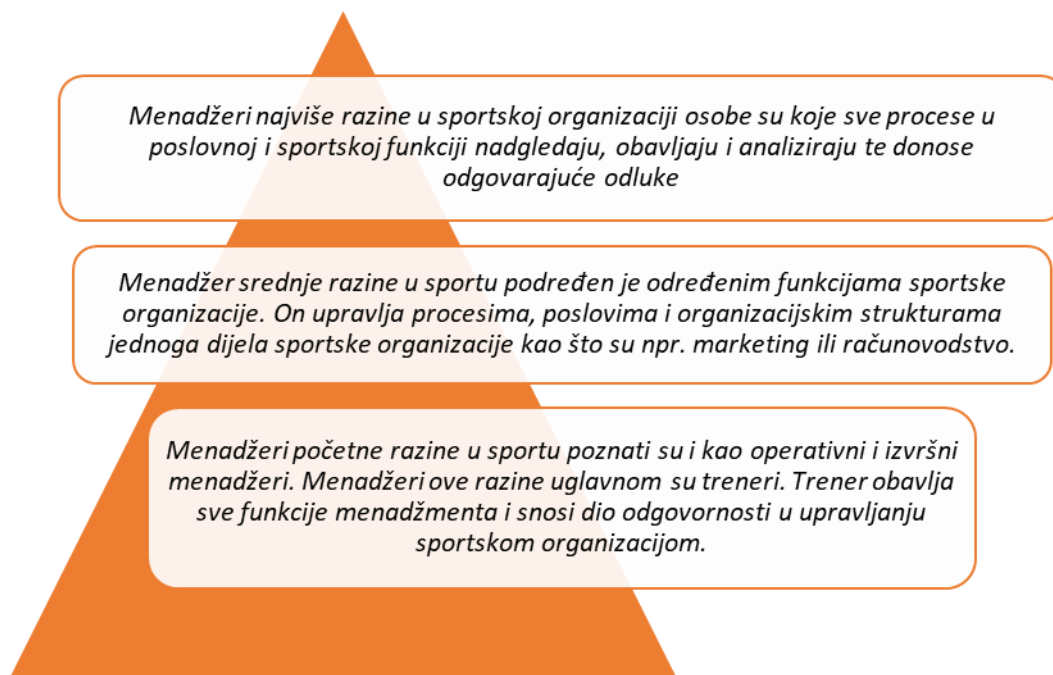 Menadžeri najviše razine u sportskoj organizaciji osobe su koje sve procese u
poslovnoj i sportskoj funkciji nadgledaju, obavljaju i analiziraju te donose
odgovarajuće odluke
Menadžer srednje razine u sportu podređen je određenim funkcijama sportske
organizacije. On upravlja procesima, poslovima i organizacijskim strukturama
jednoga dijela sportske organizacije kao što su npr. marketing ili računovodstvo.
Menadžeri početne razine u sportu poznati su i kao operativni i izvršni
menadžeri. Menadžeri ove razine uglavnom su treneri. Trener obavlja
sve funkcije menadžmenta i snosi dio odgovornosti u upravljanju
sportskom organizacijom.